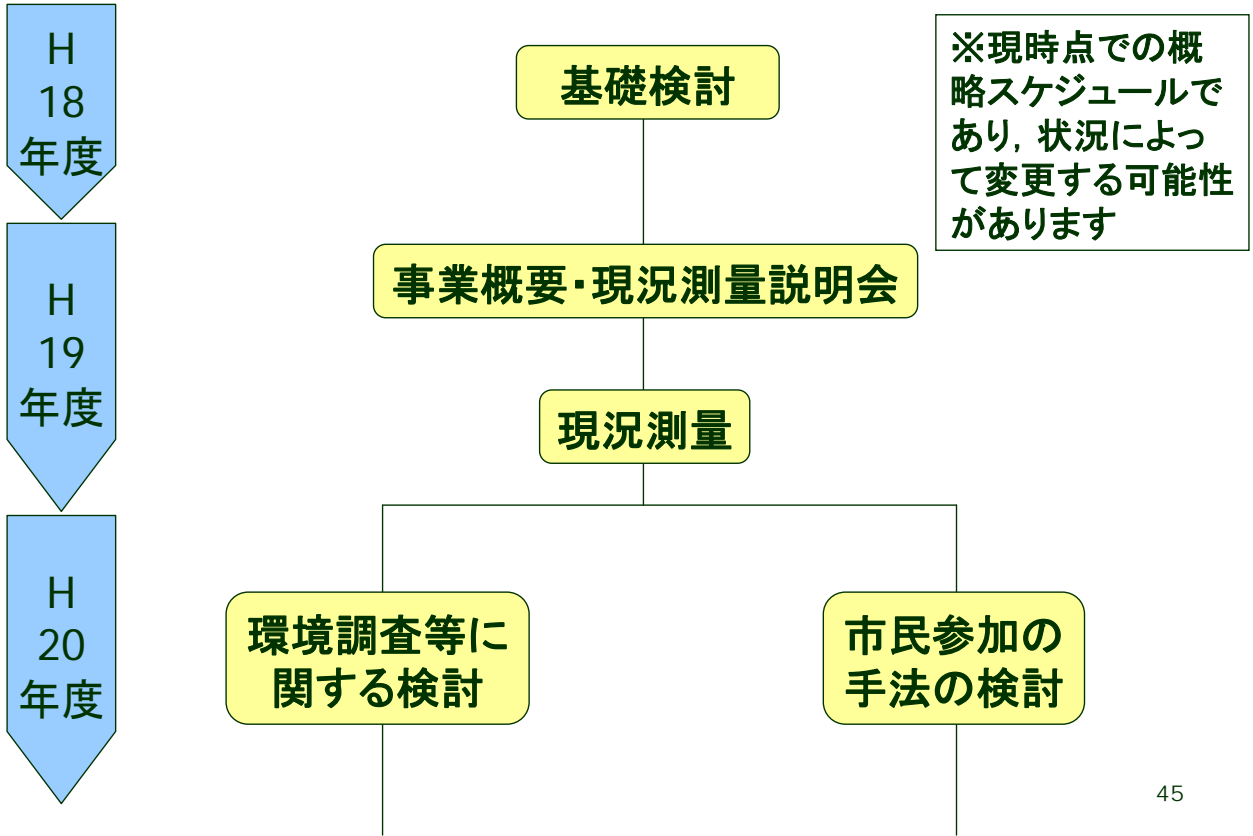 H
18
年度
基礎検討
※現時点での概
略スケジュールで
あり，状況によっ
て変更する可能性
があります
H
19
年度
事業概要・現況測量説明会
現況測量
H
20
年度
環境調査等に
関する検討
市民参加の
手法の検討
45